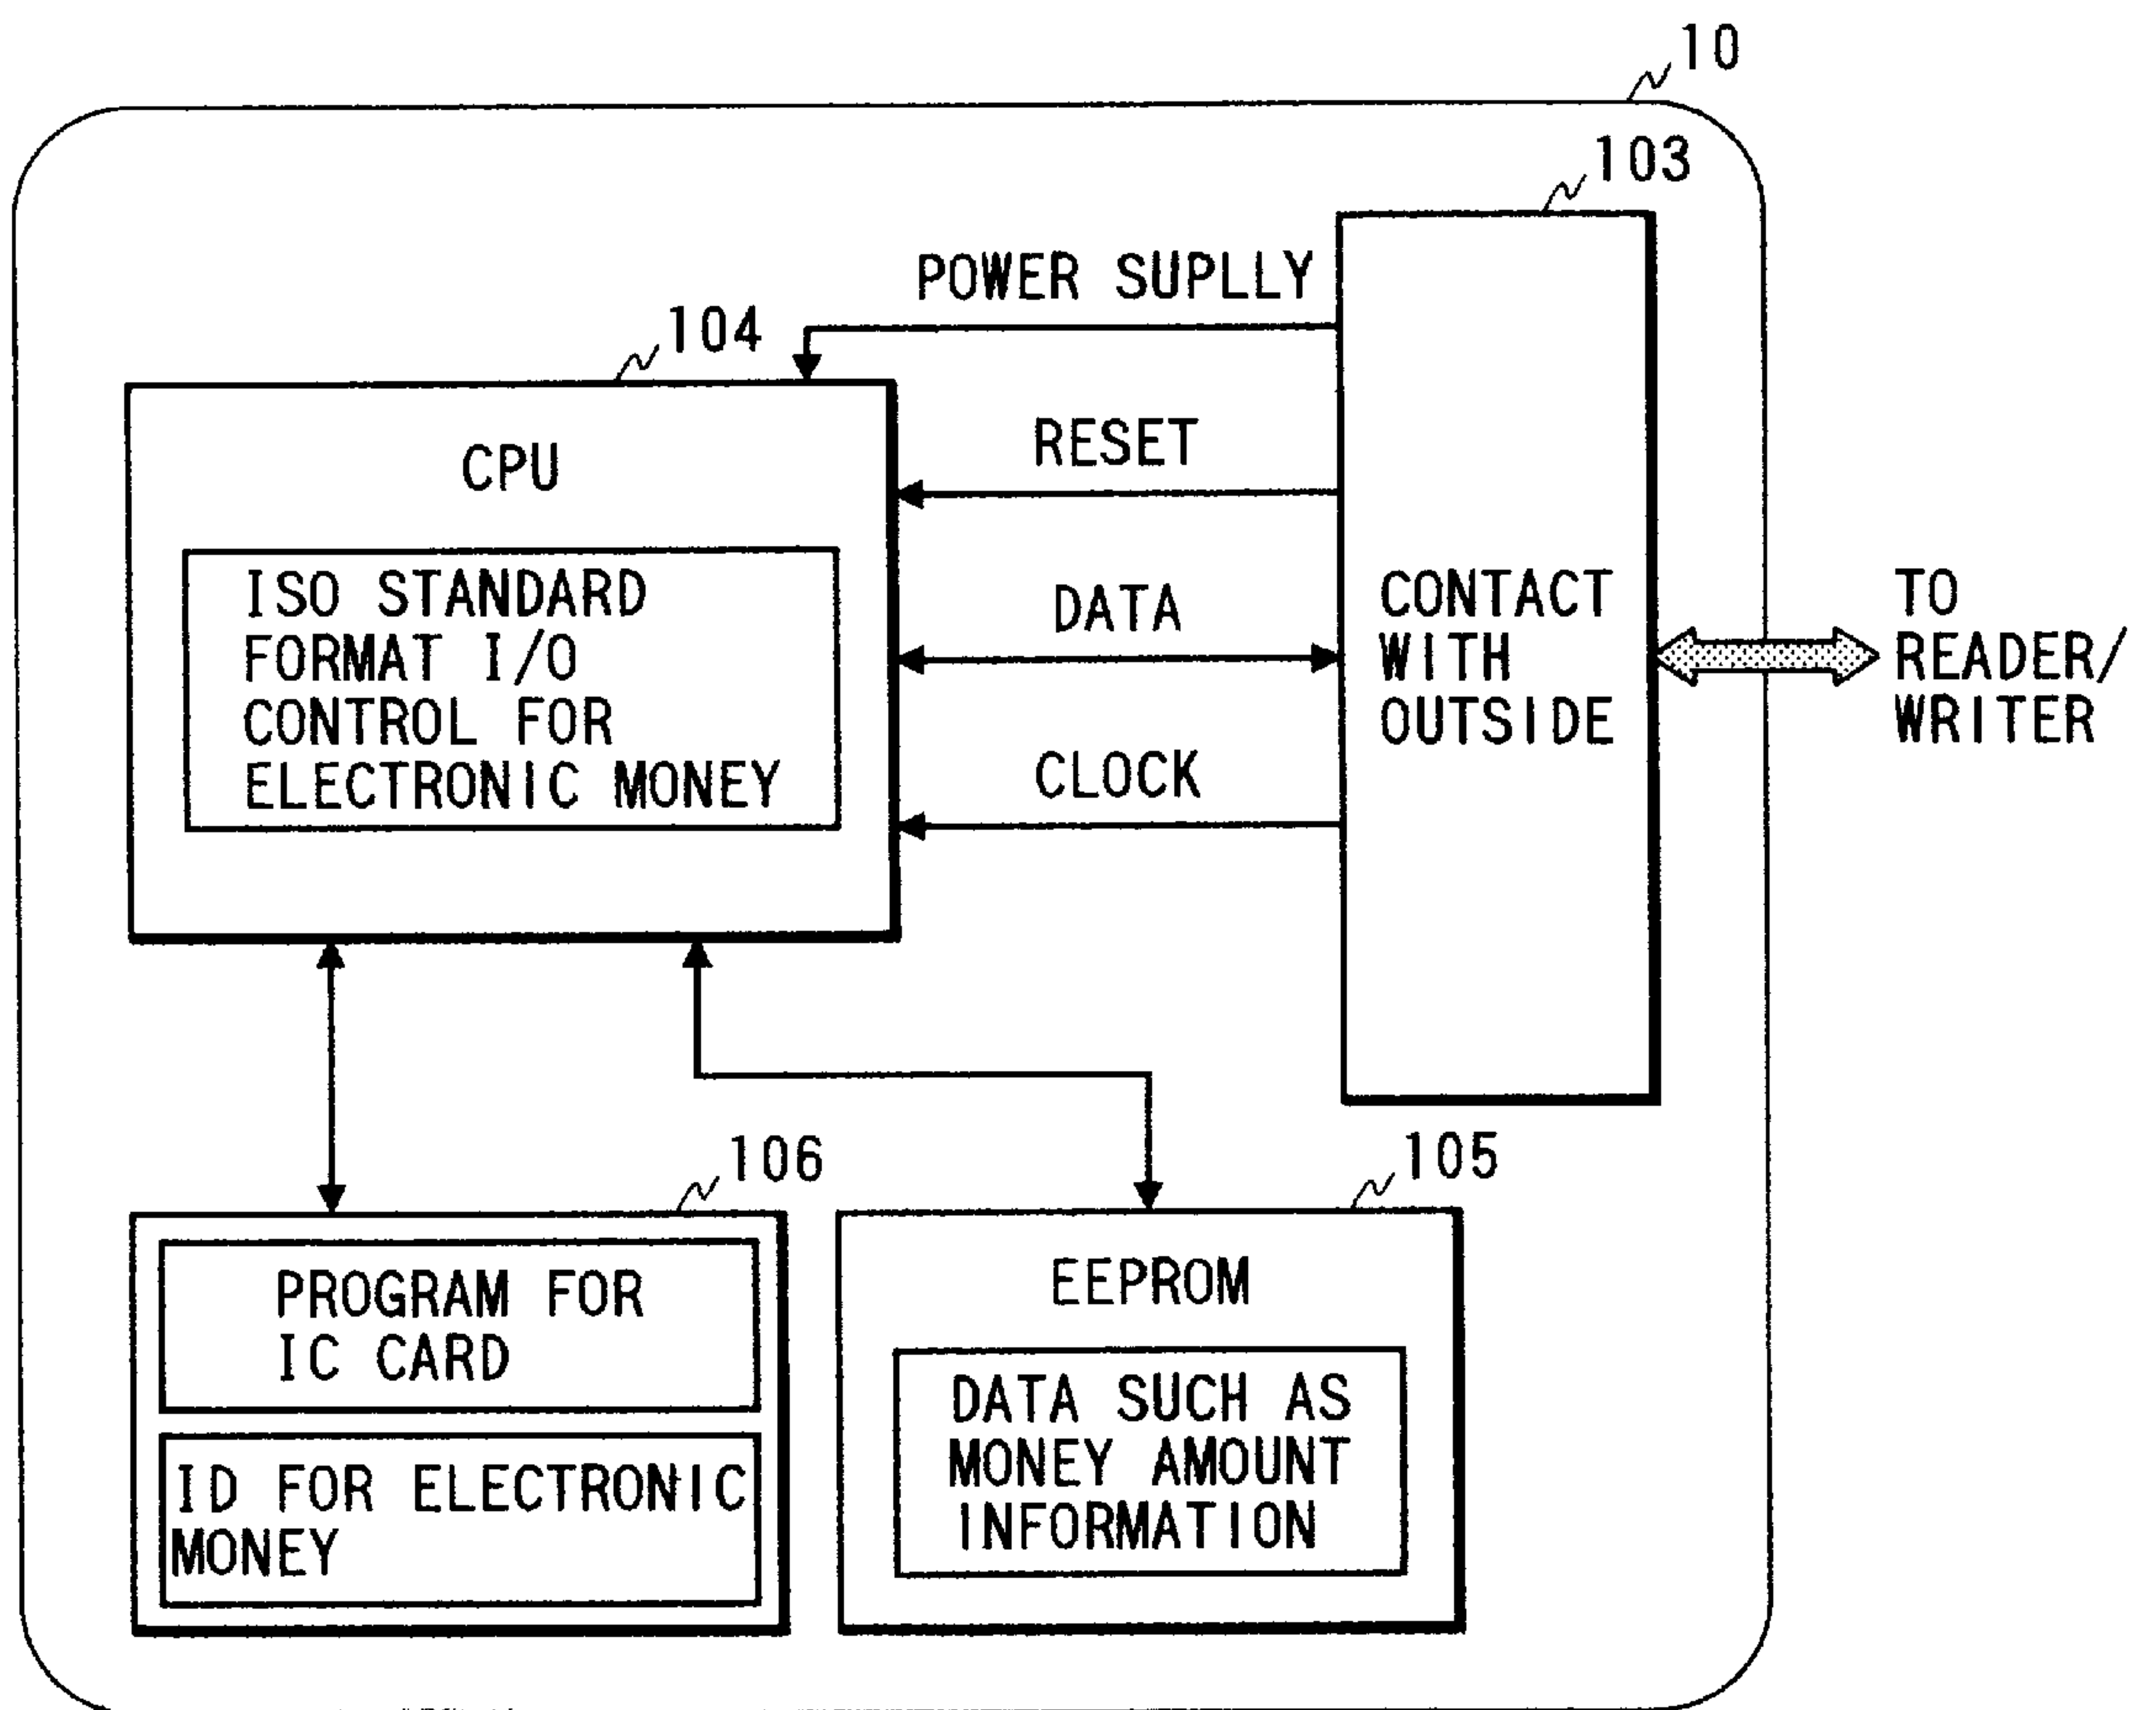 10
103
POWER SUPLLY
104
CPU
RESET
ISO STANDARD
FORMAT I/O
CONTROL FOR
ELECTRONIC MONEY
DATA
CLOCK
CONTACT
WITH
OUTSIDE
TO
READER/
WRITER
106
105
PROGRAM FOR
IC CARD
ID FOR ELECTRONIC
MONEY
EEPROM
DATA SUCH AS
MONEY AMOUNT
INFORMATION